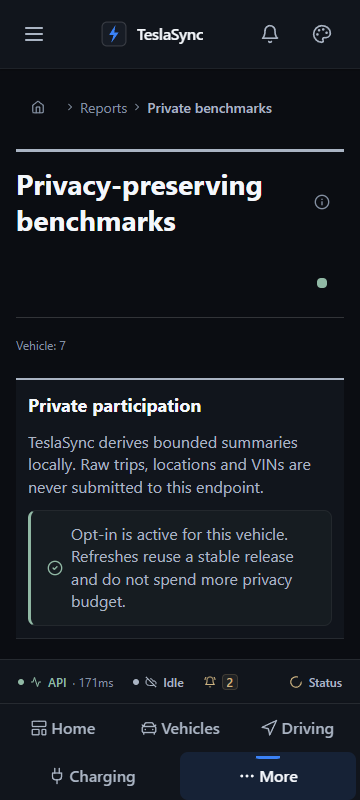 TeslaSync
Reports
Private benchmarks
Privacy-preserving
benchmarks
Vehicle: 7
Private participation
TeslaSync derives bounded summaries
locally. Raw trips, locations and VINs are
never submitted to this endpoint.
Opt-in is active for this vehicle.
Refreshes reuse a stable release
and do not spend more privacy
budget.
API · 171ms
Idle
2
Status
Home
Vehicles
Driving
Charging
More